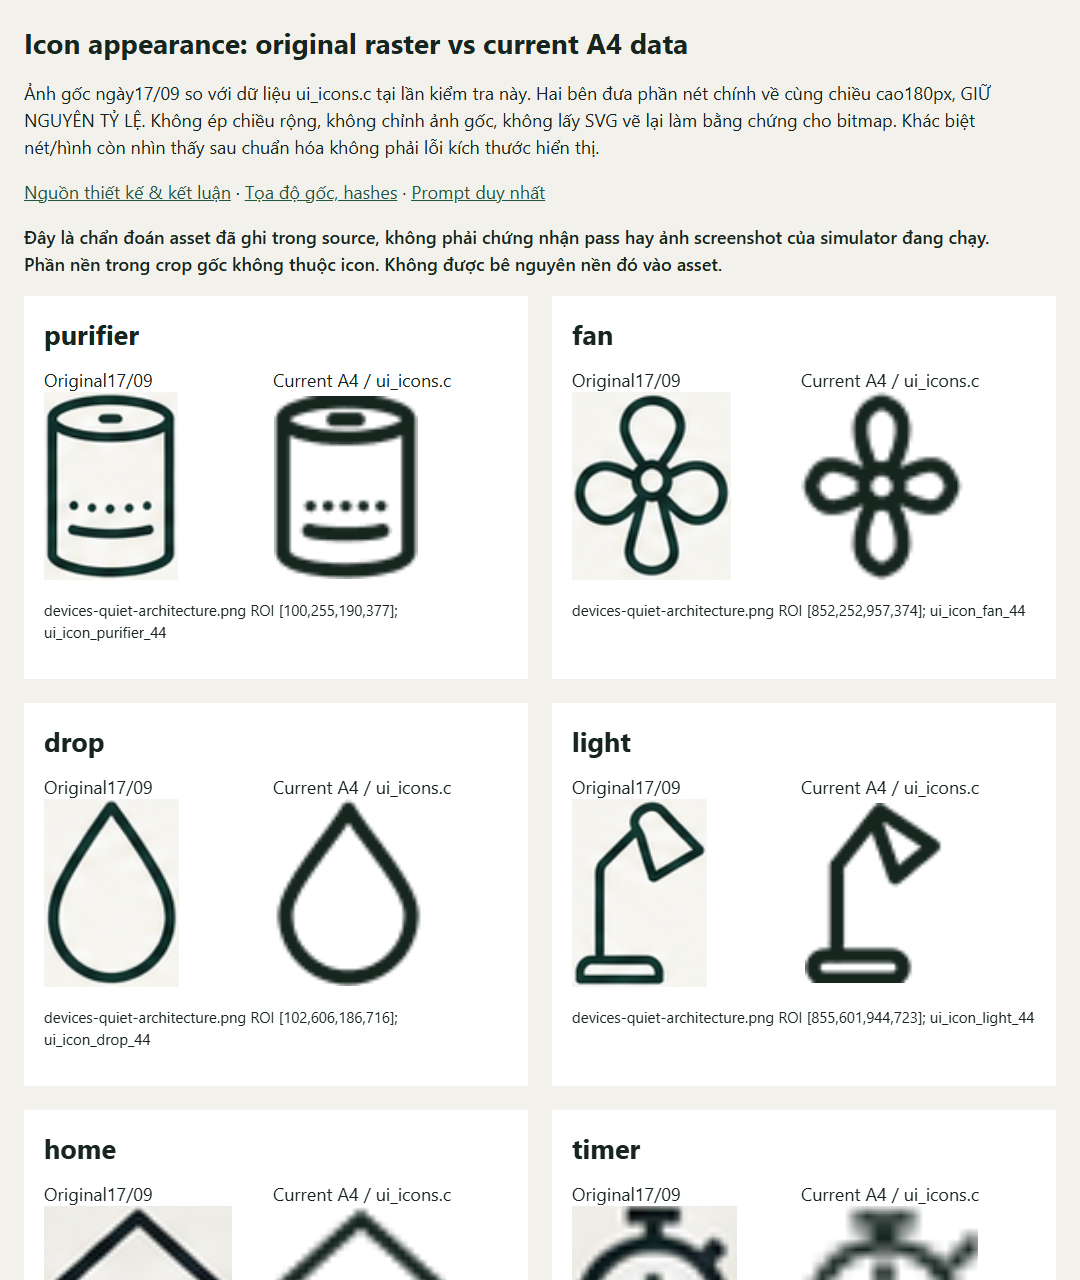 Icon appearance: original raster vs current A4 data
Ảnh gốc ngày17/09 so với dữ liệu ui_icons.c tại lần kiểm tra này. Hai bên đưa phần nét chính về cùng chiều cao180px, GIỮ
NGUYÊN TỶ LỆ. Không ép chiều rộng, không chỉnh ảnh gốc, không lấy SVG vẽ lại làm bằng chứng cho bitmap. Khác biệt
nét/hình còn nhìn thấy sau chuẩn hóa không phải lỗi kích thước hiển thị.
Nguồn thiết kế & kết luận · Tọa độ gốc, hashes · Prompt duy nhất
Đây là chẩn đoán asset đã ghi trong source, không phải chứng nhận pass hay ảnh screenshot của simulator đang chạy.
Phần nền trong crop gốc không thuộc icon. Không được bê nguyên nền đó vào asset.
purifier
Original17/09
Current A4 / ui_icons.c
devices-quiet-architecture.png ROI [100,255,190,377];
ui_icon_purifier_44
fan
Original17/09
Current A4 / ui_icons.c
devices-quiet-architecture.png ROI [852,252,957,374]; ui_icon_fan_44
drop
Original17/09
Current A4 / ui_icons.c
devices-quiet-architecture.png ROI [102,606,186,716];
ui_icon_drop_44
light
Original17/09
Current A4 / ui_icons.c
devices-quiet-architecture.png ROI [855,601,944,723]; ui_icon_light_44
home
Original17/09
Current A4 / ui_icons.c
timer
Original17/09
Current A4 / ui_icons.c